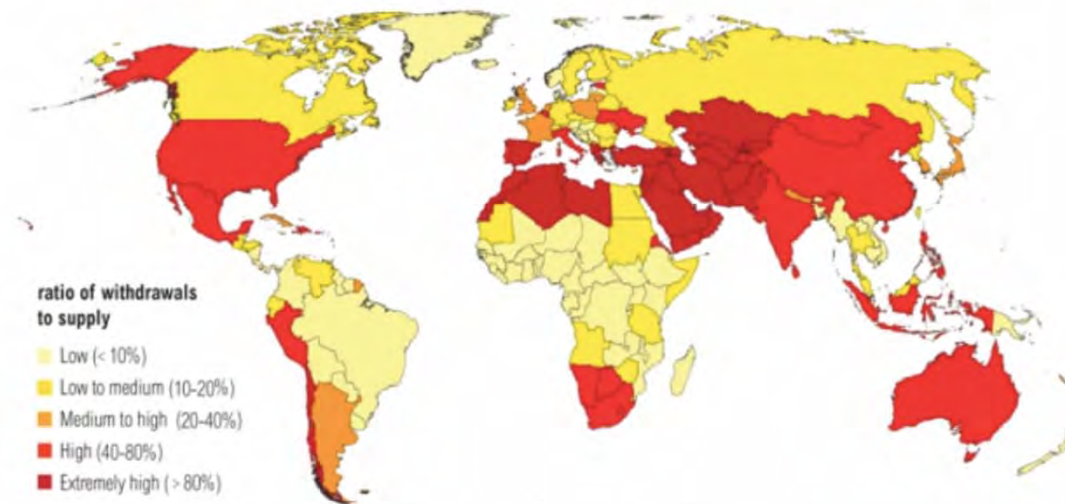 ratio of withdrawals
to supply
Low (< 10%)
Low to medium (10-20%)
Medium to high (20-40%)
High (40-80%)
Extremely high (> 80%)